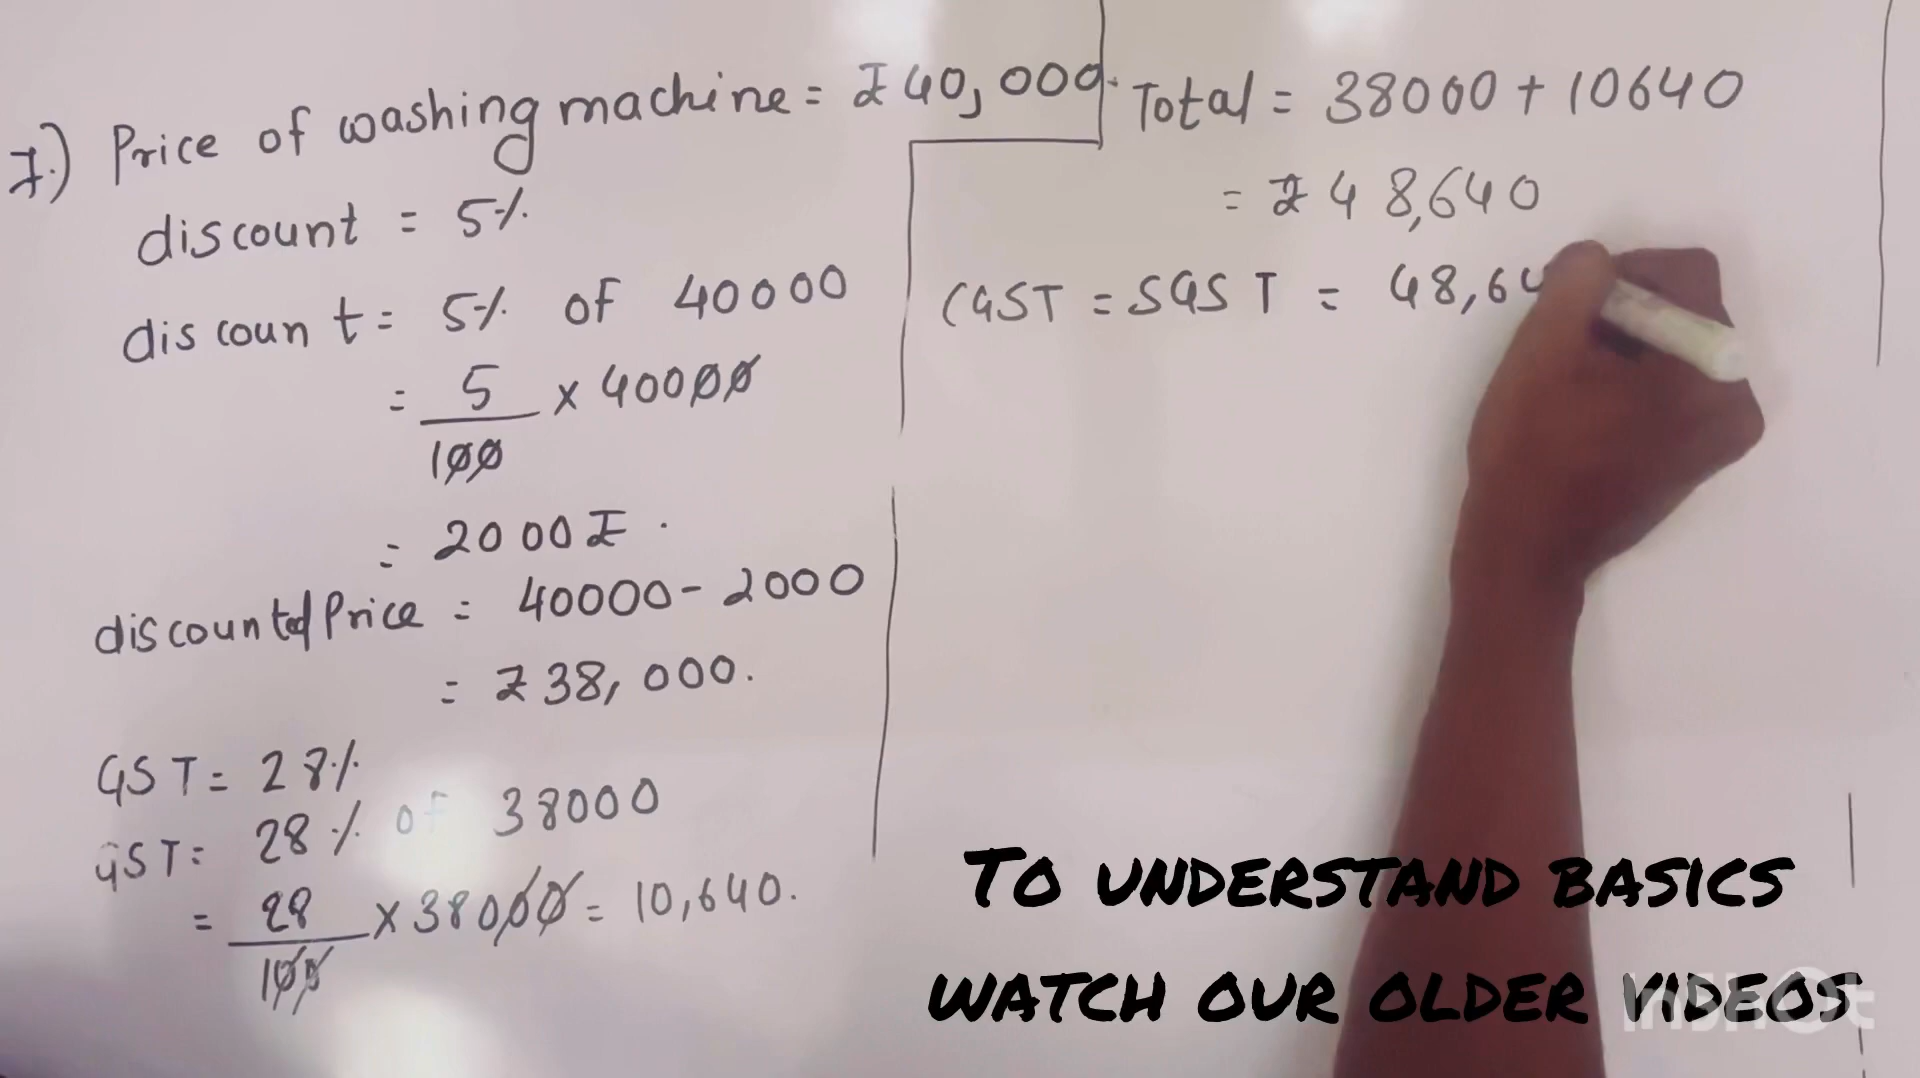 7.) Price of washing machine = ₹40,000.
discount = 5%
discount = 5% of 40000
= 5/100 × 40000
= 2000₹.
discounted Price = 40000 - 2000
= ₹38,000.
GST = 28%
GST = 28% of 38000
= 28/100 × 38000 = 10,640.
Total = 38000 + 10640
= ₹48,640
CGST = SGST = 48,64
TO UNDERSTAND BASICS
WATCH OUR OLDER VIDEOS
InShOt